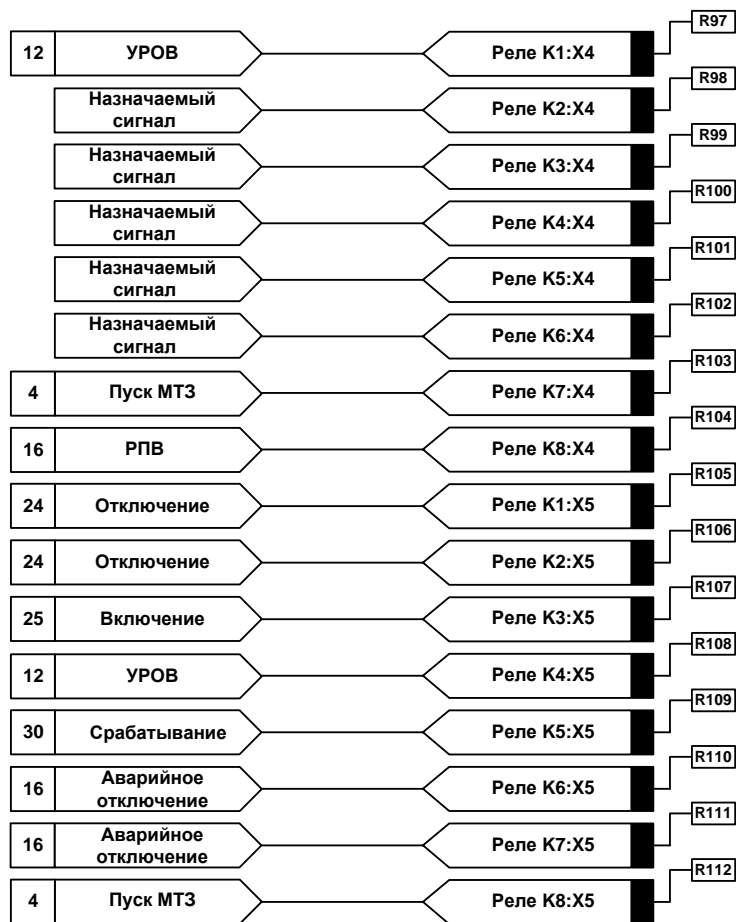 R97
12 УРОВ Реле K1:X4
R98
Назначаемый
сигнал
Реле K2:X4
R99
Назначаемый
сигнал
Реле K3:X4
R100
Назначаемый
сигнал
Реле K4:X4
R101
Назначаемый
сигнал
Реле K5:X4
R102
Назначаемый
сигнал
Реле K6:X4
R103
4 Пуск МТЗ Реле K7:X4
R104
16 РПВ Реле K8:X4
R105
24 Отключение Реле K1:X5
R106
24 Отключение Реле K2:X5
R107
25 Включение Реле K3:X5
R108
12 УРОВ Реле K4:X5
R109
30 Срабатывание Реле K5:X5
R110
16 Аварийное
отключение
Реле K6:X5
R111
16 Аварийное
отключение
Реле K7:X5
R112
4 Пуск МТЗ Реле K8:X5